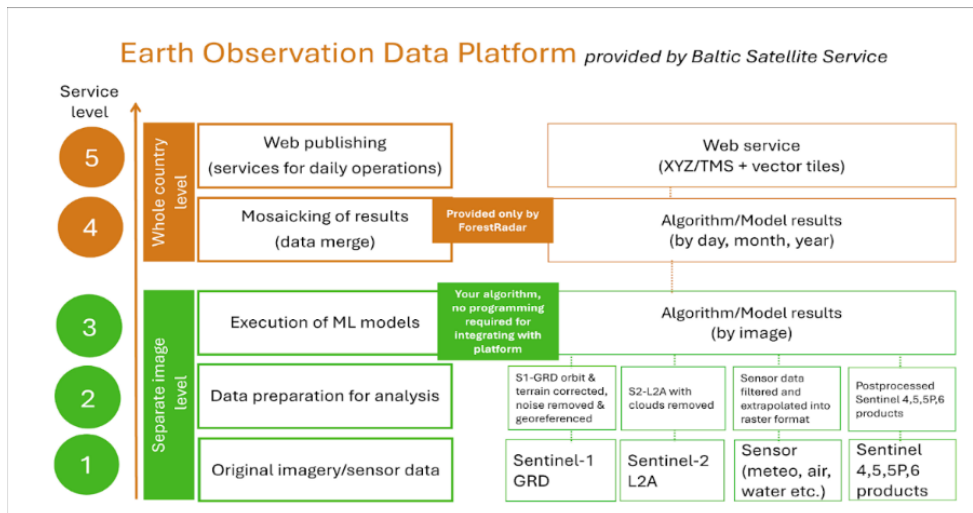 Earth Observation Data Platform provided by Baltic Satellite Service
Service
level
5
Whole country
level
Web publishing
(services for daily operations)
Web service
(XYZ/TMS + vector tiles)
4
Mosaicking of results
(data merge)
Provided only by
ForestRadar
Algorithm/Model results
(by day, month, year)
3
Separate image
level
Execution of ML models
Your algorithm,
no programming
required for
integrating with
platform
Algorithm/Model results
(by image)
2
Data preparation for analysis
S1-GRD orbit &
terrain corrected,
noise removed &
georeferenced
S2-L2A with
clouds removed
Sensor data
filtered and
extrapolated into
raster format
Postprocessed
Sentinel 4,5,5P,6
products
1
Original imagery/sensor data
Sentinel-1
GRD
Sentinel-2
L2A
Sensor
(meteo, air,
water etc.)
Sentinel
4,5,5P,6
products